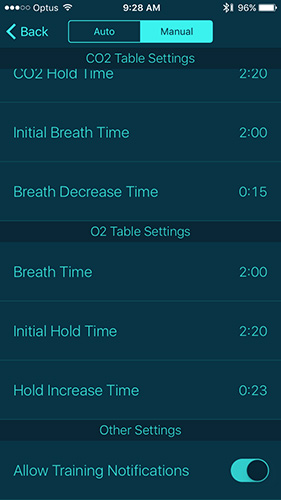 Optus 9:28 AM 96%
Back Auto Manual
CO2 Table Settings
CO2 Hold Time 2:20
Initial Breath Time 2:00
Breath Decrease Time 0:15
O2 Table Settings
Breath Time 2:00
Initial Hold Time 2:20
Hold Increase Time 0:23
Other Settings
Allow Training Notifications